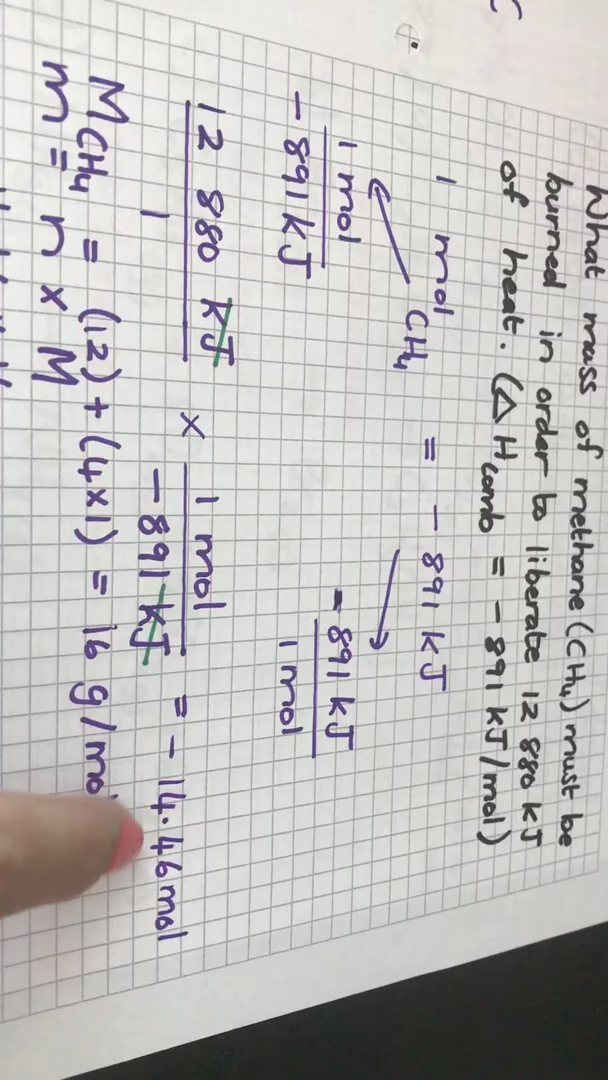 What mass of methane (CH₄) must be
burned in order to liberate 12 880 kJ
of heat. (ΔHcomb = -891 kJ/mol)
1 mol CH₄ = -891 kJ
1 mol
-891 kJ
-891 kJ
1 mol
12 880 kJ
1
×
1 mol
-891 kJ
= - 14.46 mol
MCH₄ = (12) + (4×1) = 16 g/mol
m = n × M